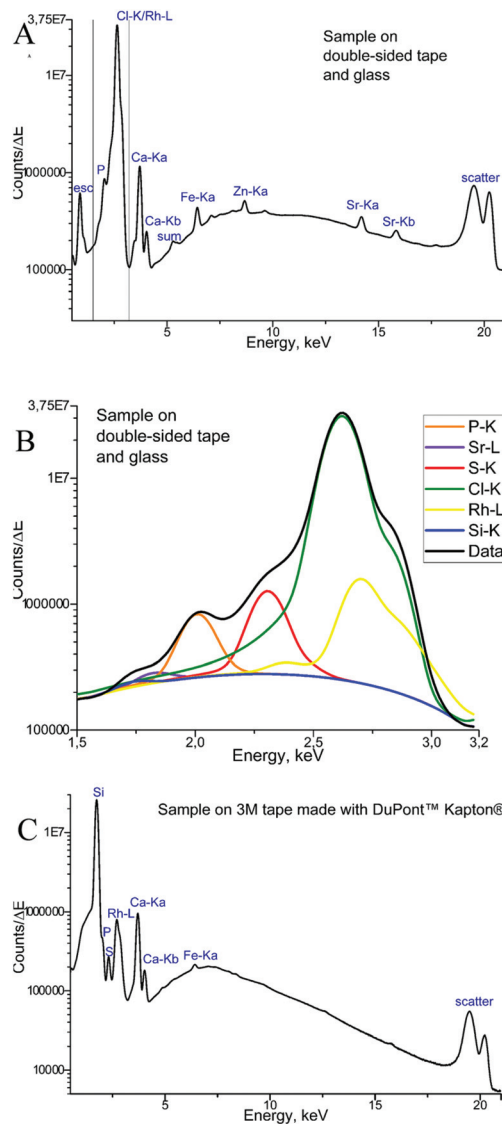 A
3,75E7
1E7
1000000
100000
Counts/ΔE
Cl-K/Rh-L
Sample on
double-sided tape
and glass
esc
P
Ca-Ka
Ca-Kb
sum
Fe-Ka
Zn-Ka
Sr-Ka
Sr-Kb
scatter
5
10
15
20
Energy, keV
B
3,75E7
1E7
1000000
100000
Counts/ΔE
Sample on
double-sided tape
and glass
P-K
Sr-L
S-K
Cl-K
Rh-L
Si-K
Data
1,5
2,0
2,5
3,0
3,2
Energy, keV
C
Si
Sample on 3M tape made with DuPont™ Kapton®
1E7
1000000
100000
10000
Counts/ΔE
P
S
Rh-L
Ca-Ka
Ca-Kb
Fe-Ka
scatter
5
10
15
20
Energy, keV